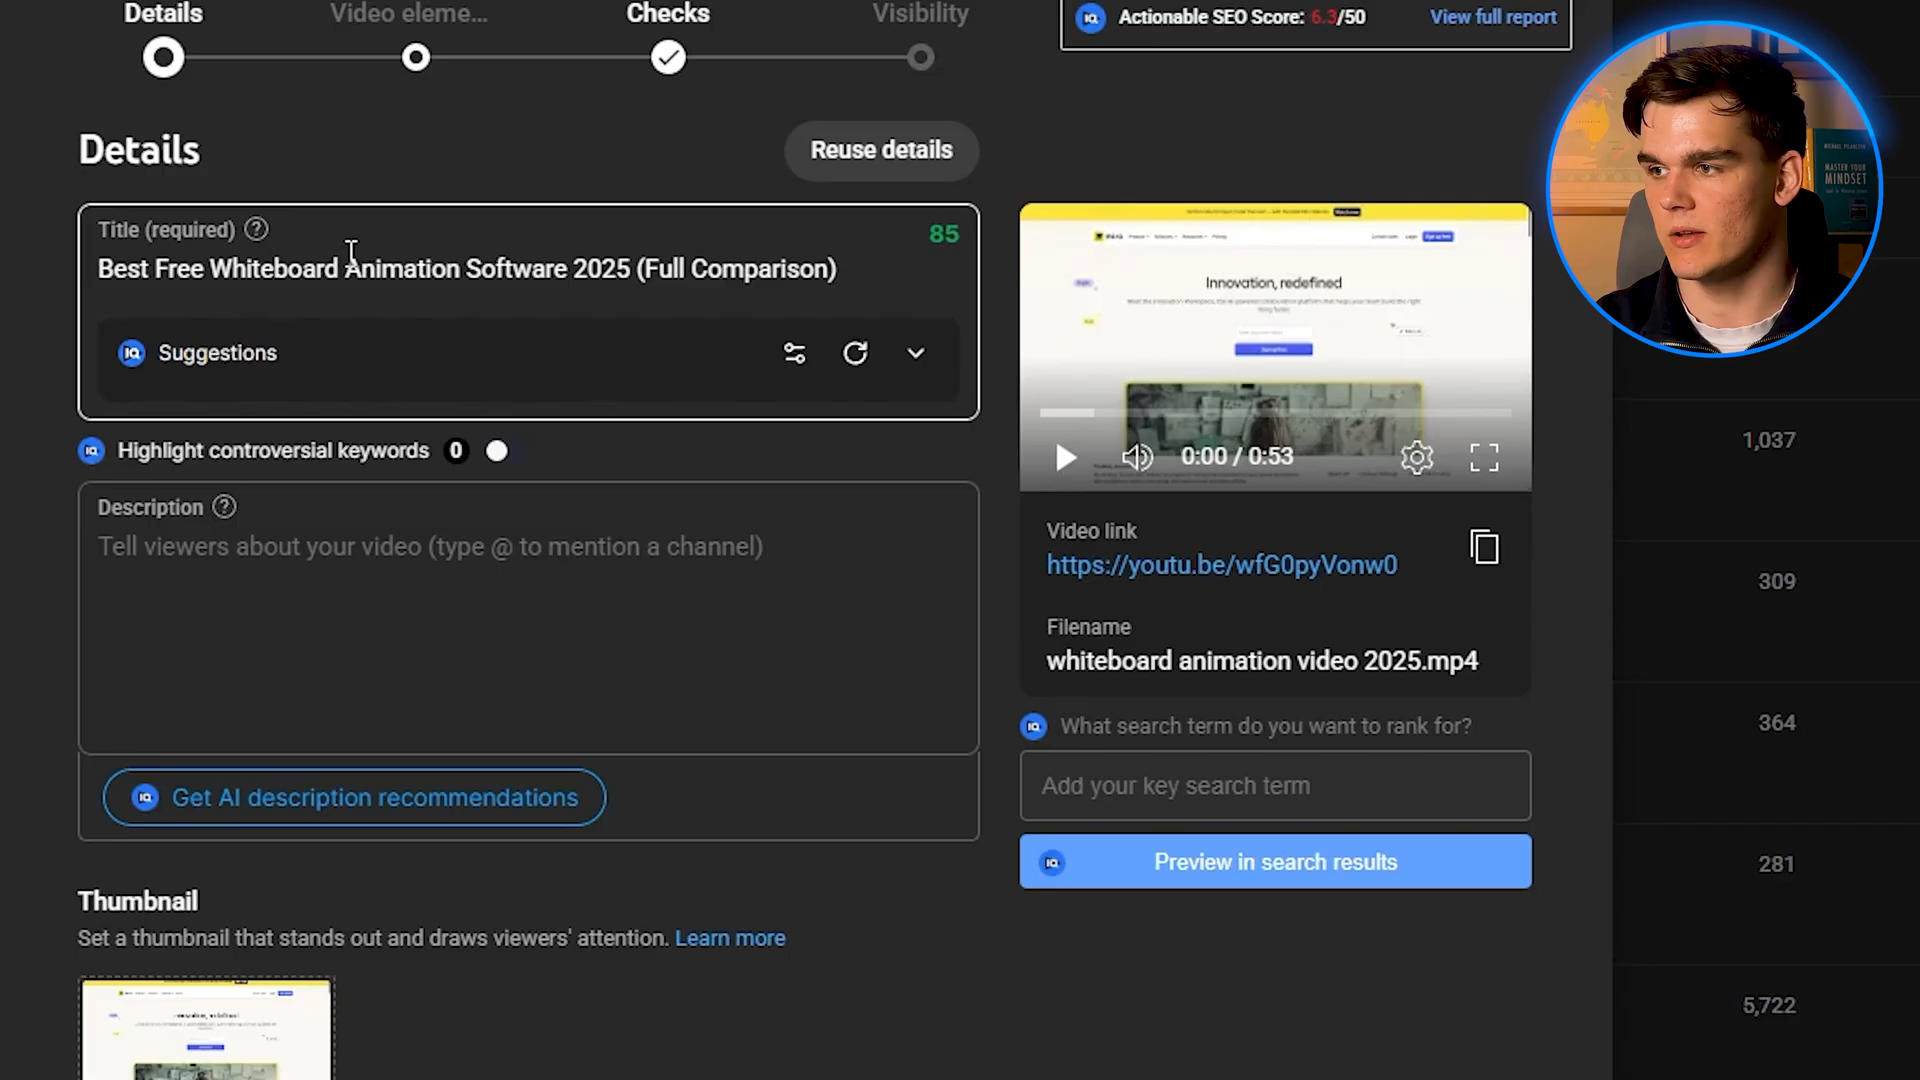 Details
Video eleme...
Checks
Visibility
Actionable SEO Score: 6.3/50
View full report
Details
Reuse details
Title (required)
85
Best Free Whiteboard Animation Software 2025 (Full Comparison)
Suggestions
Highlight controversial keywords 0
Description
Tell viewers about your video (type @ to mention a channel)
Get AI description recommendations
Thumbnail
Set a thumbnail that stands out and draws viewers' attention. Learn more
Innovation, redefined
0:00 / 0:53
Video link
https://youtu.be/wfG0pyVonw0
Filename
whiteboard animation video 2025.mp4
What search term do you want to rank for?
Add your key search term
Preview in search results
MASTER YOUR
MINDSET
1,037
309
364
281
5,722